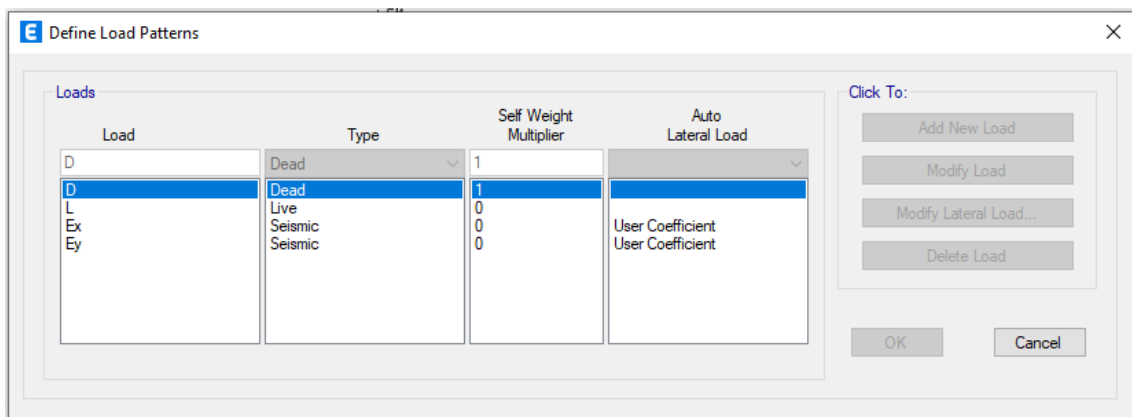 E Define Load Patterns
Loads
Click To:
Load Type Self Weight Multiplier Auto Lateral Load
D Dead 1
D Dead 1
L Live 0
Ex Seismic 0 User Coefficient
Ey Seismic 0 User Coefficient
Add New Load
Modify Load
Modify Lateral Load...
Delete Load
OK Cancel